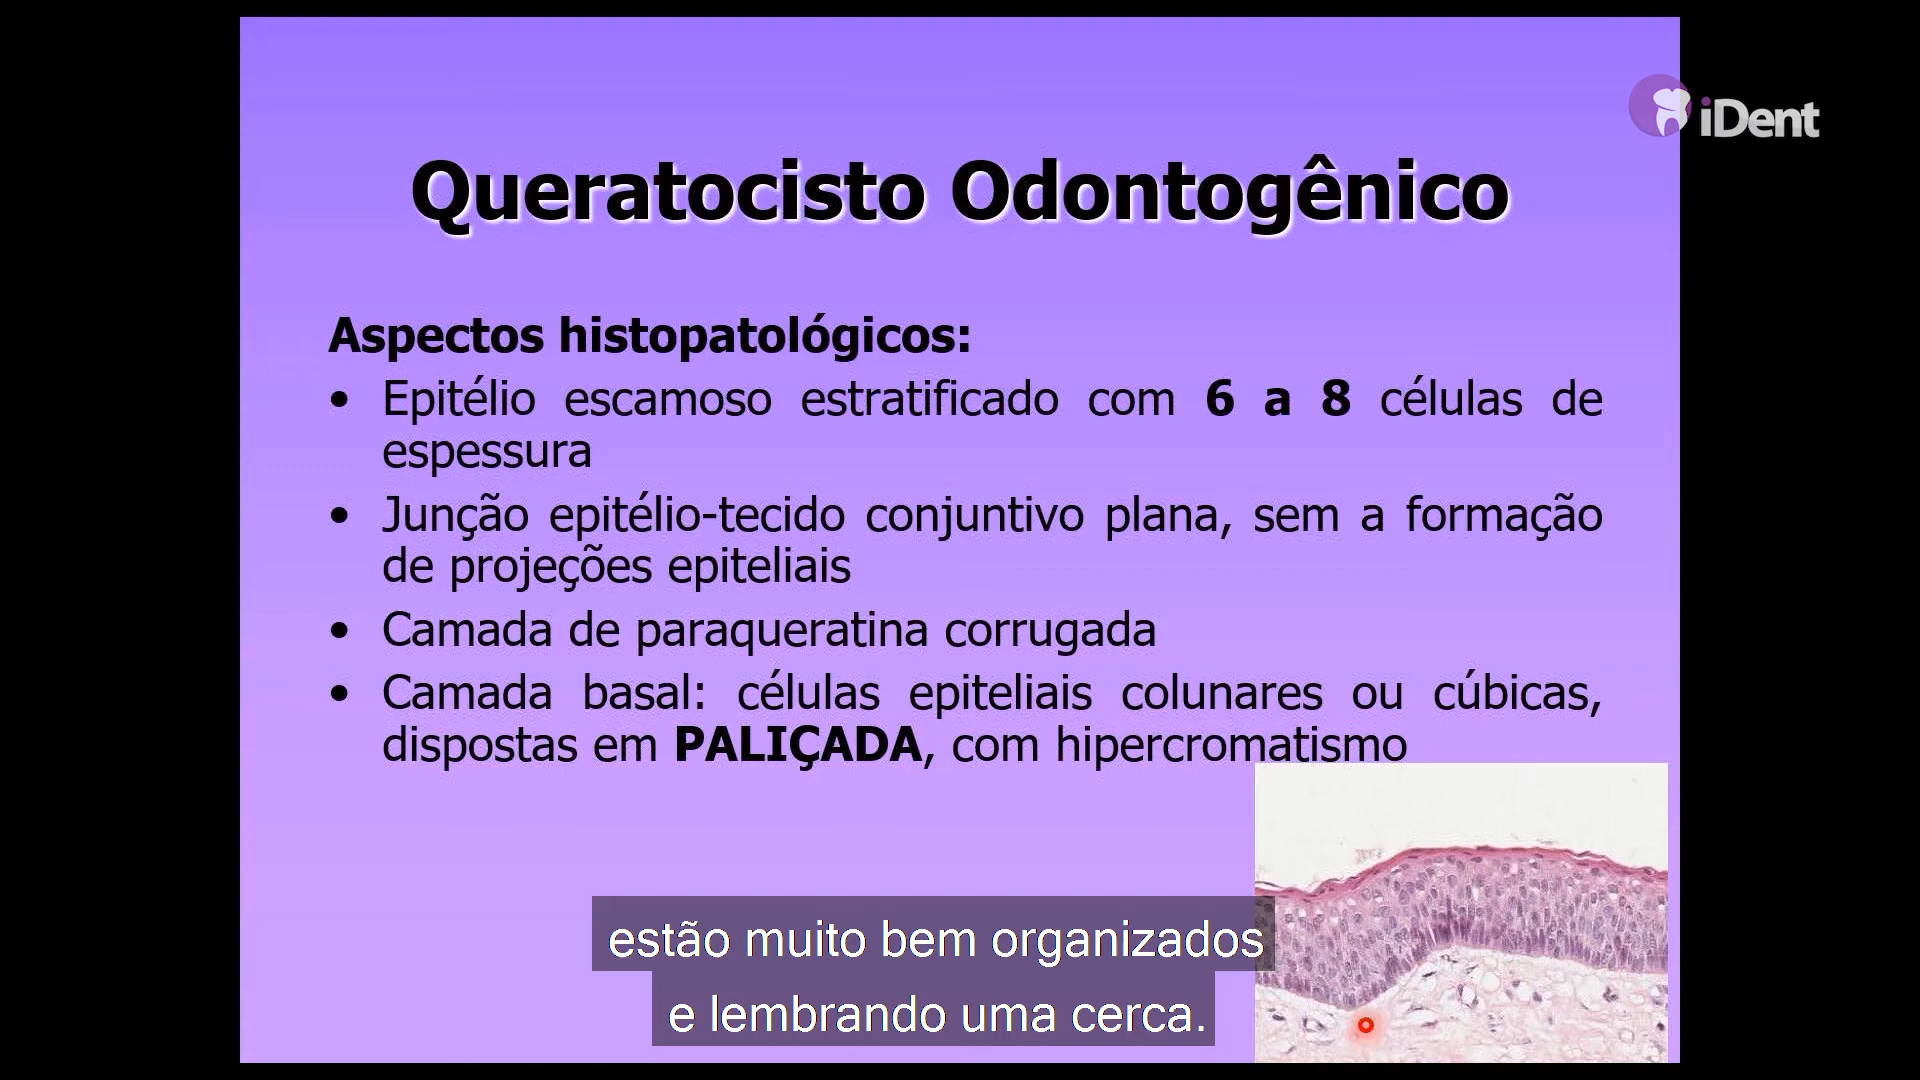 iDent
Queratocisto Odontogênico
Aspectos histopatológicos:
• Epitélio escamoso estratificado com 6 a 8 células de
espessura
• Junção epitélio-tecido conjuntivo plana, sem a formação
de projeções epiteliais
• Camada de paraqueratina corrugada
• Camada basal: células epiteliais colunares ou cúbicas,
dispostas em PALIÇADA, com hipercromatismo
estão muito bem organizados
e lembrando uma cerca.